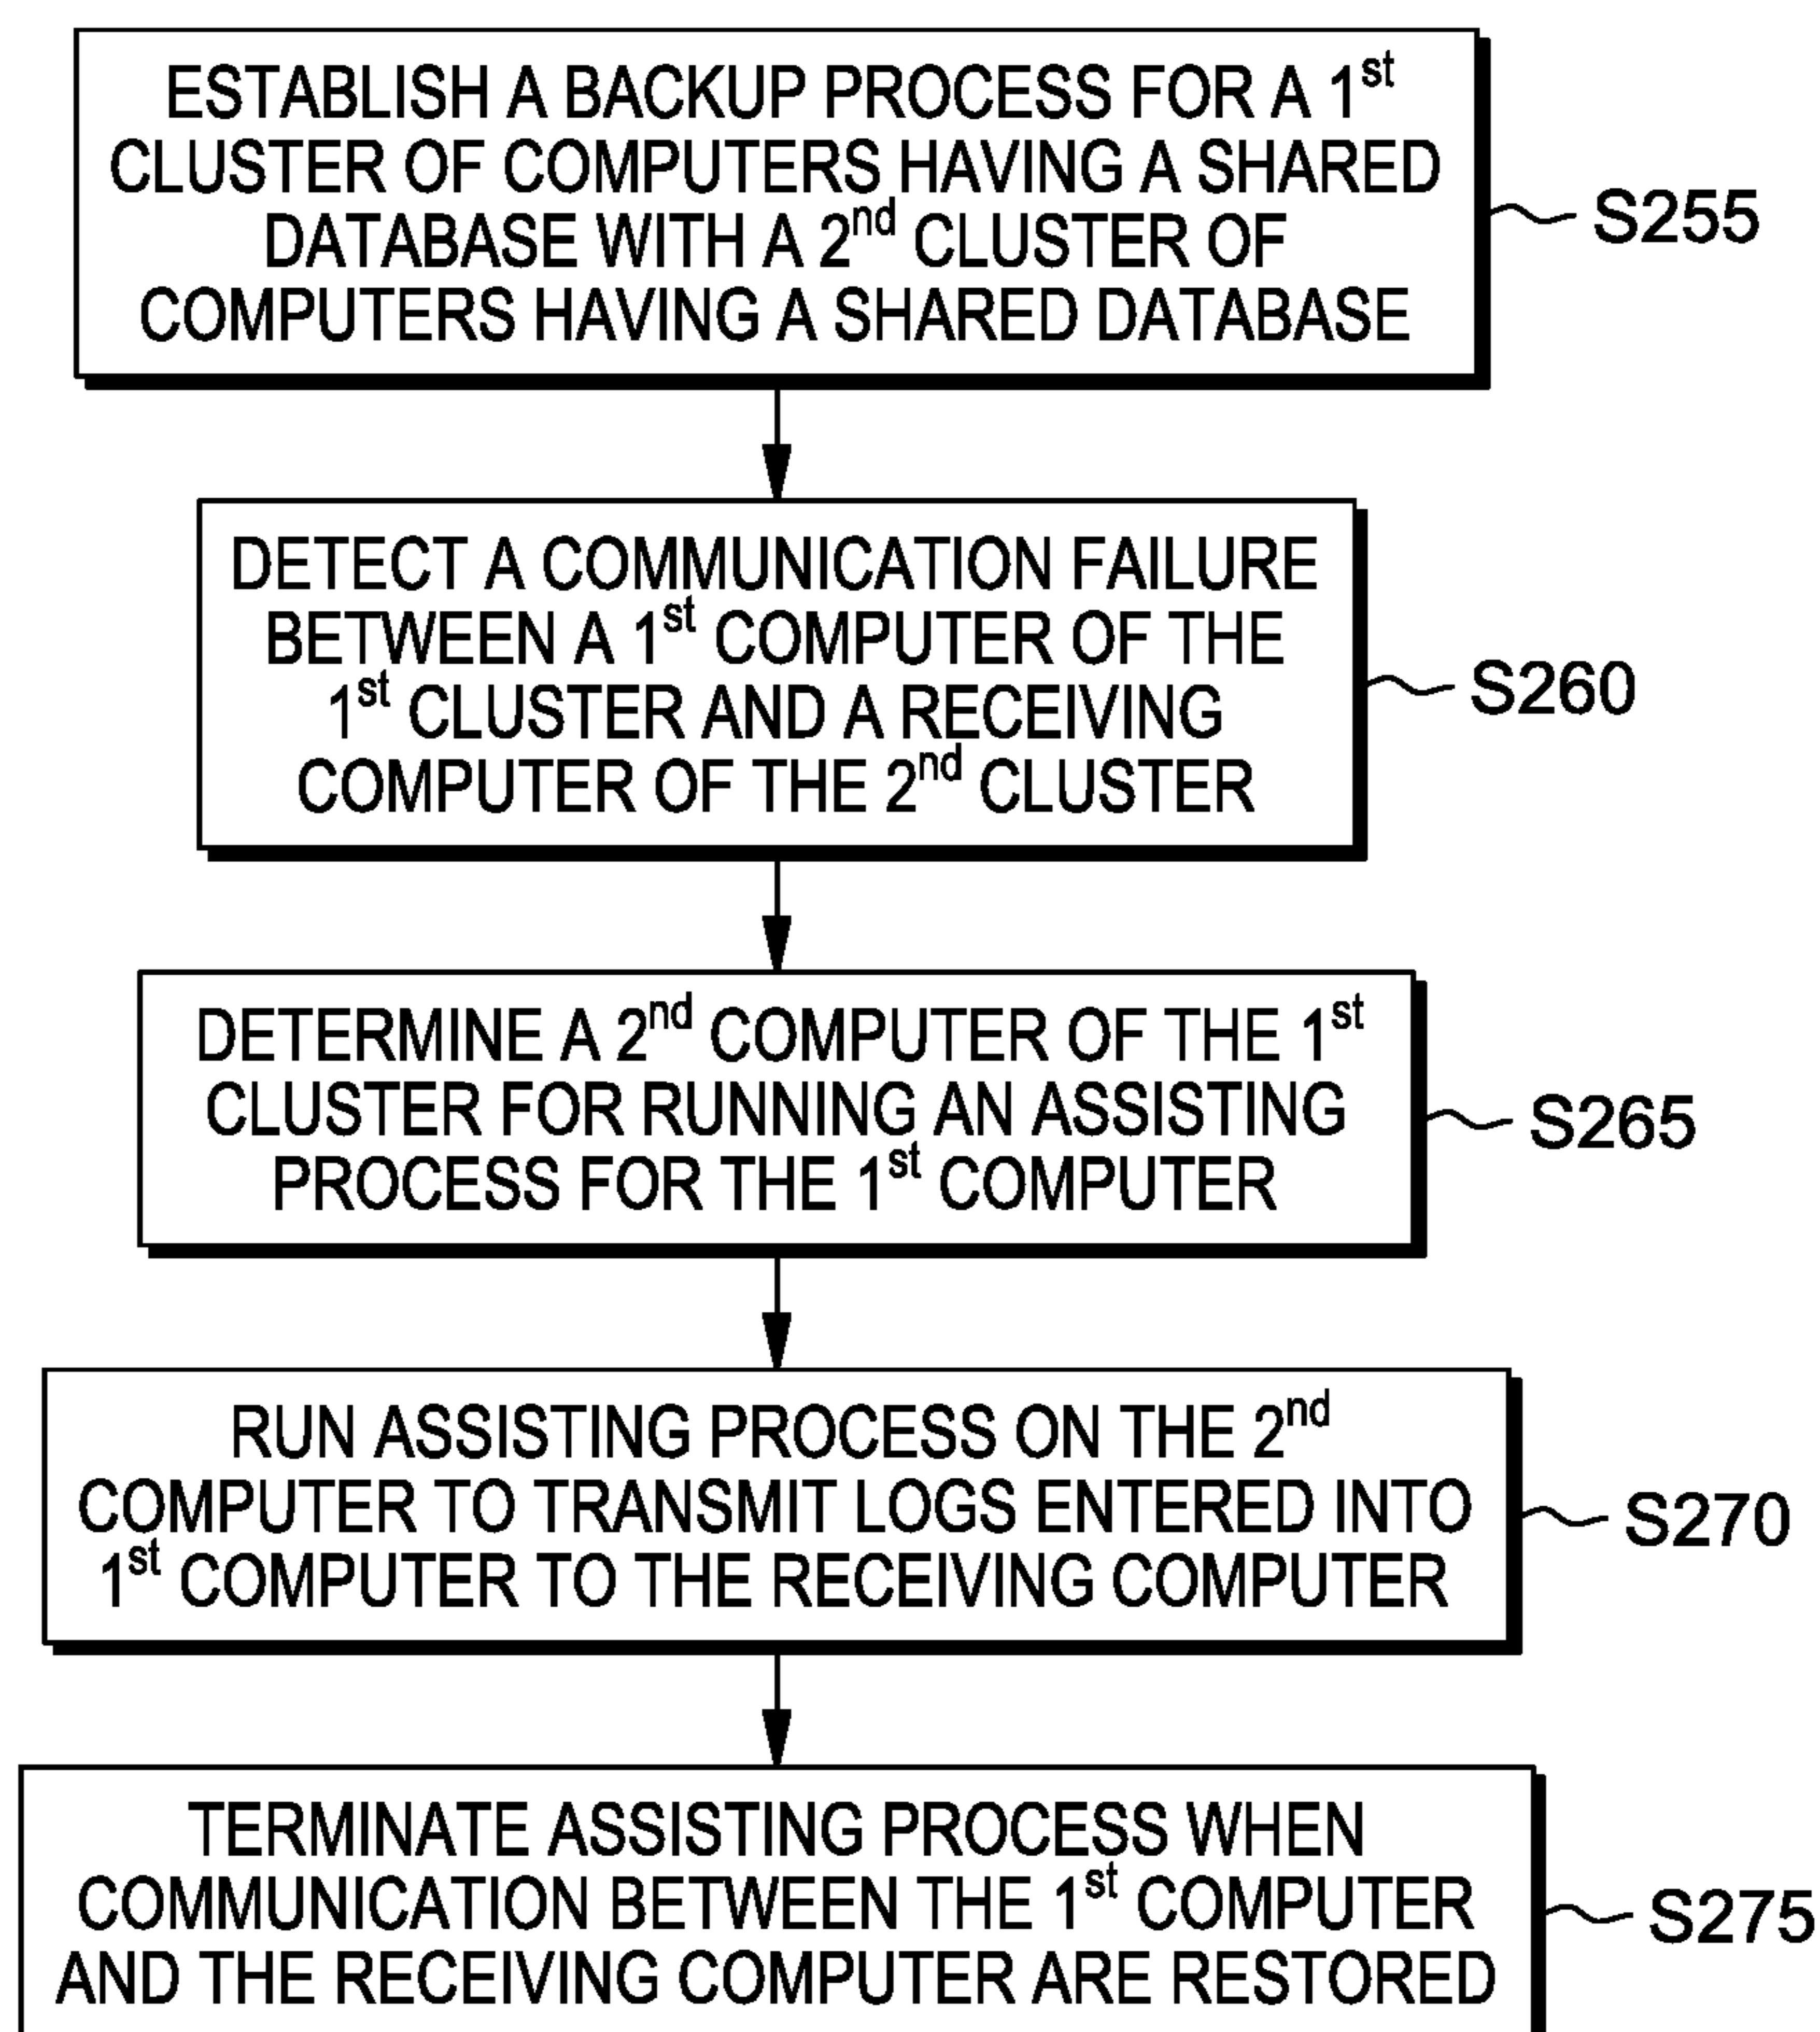 ESTABLISH A BACKUP PROCESS FOR A 1st
CLUSTER OF COMPUTERS HAVING A SHARED
DATABASE WITH A 2nd CLUSTER OF
COMPUTERS HAVING A SHARED DATABASE
S255
DETECT A COMMUNICATION FAILURE
BETWEEN A 1st COMPUTER OF THE
1st CLUSTER AND A RECEIVING
COMPUTER OF THE 2nd CLUSTER
S260
DETERMINE A 2nd COMPUTER OF THE 1st
CLUSTER FOR RUNNING AN ASSISTING
PROCESS FOR THE 1st COMPUTER
S265
RUN ASSISTING PROCESS ON THE 2nd
COMPUTER TO TRANSMIT LOGS ENTERED INTO
1st COMPUTER TO THE RECEIVING COMPUTER
S270
TERMINATE ASSISTING PROCESS WHEN
COMMUNICATION BETWEEN THE 1st COMPUTER
AND THE RECEIVING COMPUTER ARE RESTORED
S275